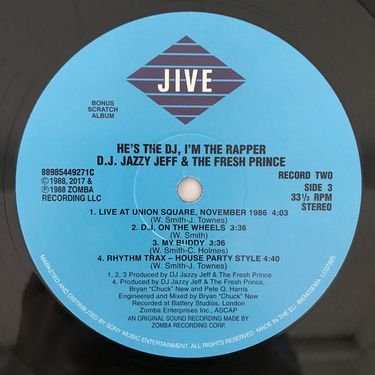 JIVE
BONUS
SCRATCH
ALBUM
HE'S THE DJ, I'M THE RAPPER
D.J. JAZZY JEFF & THE FRESH PRINCE
88985449271C
©1988, 2017 &
℗1988 ZOMBA
RECORDING LLC
RECORD TWO
SIDE 3
33⅓ RPM
STEREO
1. LIVE AT UNION SQUARE, NOVEMBER 1986 4:03
(W. Smith-J. Townes)
2. D.J. ON THE WHEELS 3:36
(W. Smith)
3. MY BUDDY 3:36
(W. Smith-C. Holmes)
4. RHYTHM TRAX – HOUSE PARTY STYLE 4:40
(W. Smith-J. Townes)
1, 2, 3 Produced by DJ Jazzy Jeff & The Fresh Prince
4. Produced by DJ Jazzy Jeff & The Fresh Prince,
Bryan "Chuck" New and Pete Q. Harris
Engineered and Mixed by Bryan "Chuck" New
Recorded at Battery Studios, London
Zomba Enterprises Inc., ASCAP
AN ORIGINAL SOUND RECORDING MADE BY
ZOMBA RECORDING CORP.
MARKETED AND DISTRIBUTED BY SONY MUSIC ENTERTAINMENT. ALL RIGHTS RESERVED. MADE IN THE EU. BIEM/GEMA.